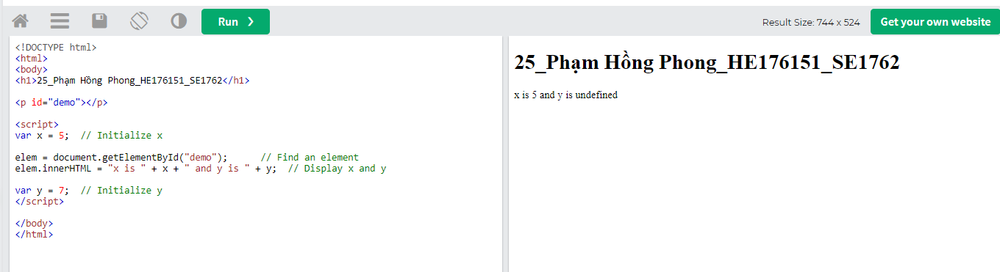 Run ❯
Result Size: 744 x 524
Get your own website
<!DOCTYPE html>
<html>
<body>
<h1>25_Phạm Hồng Phong_HE176151_SE1762</h1>
<p id="demo"></p>
<script>
var x = 5;  // Initialize x
elem = document.getElementById("demo");      // Find an element
elem.innerHTML = "x is " + x + " and y is " + y;  // Display x and y
var y = 7;  // Initialize y
</script>
</body>
</html>
25_Phạm Hồng Phong_HE176151_SE1762
x is 5 and y is undefined